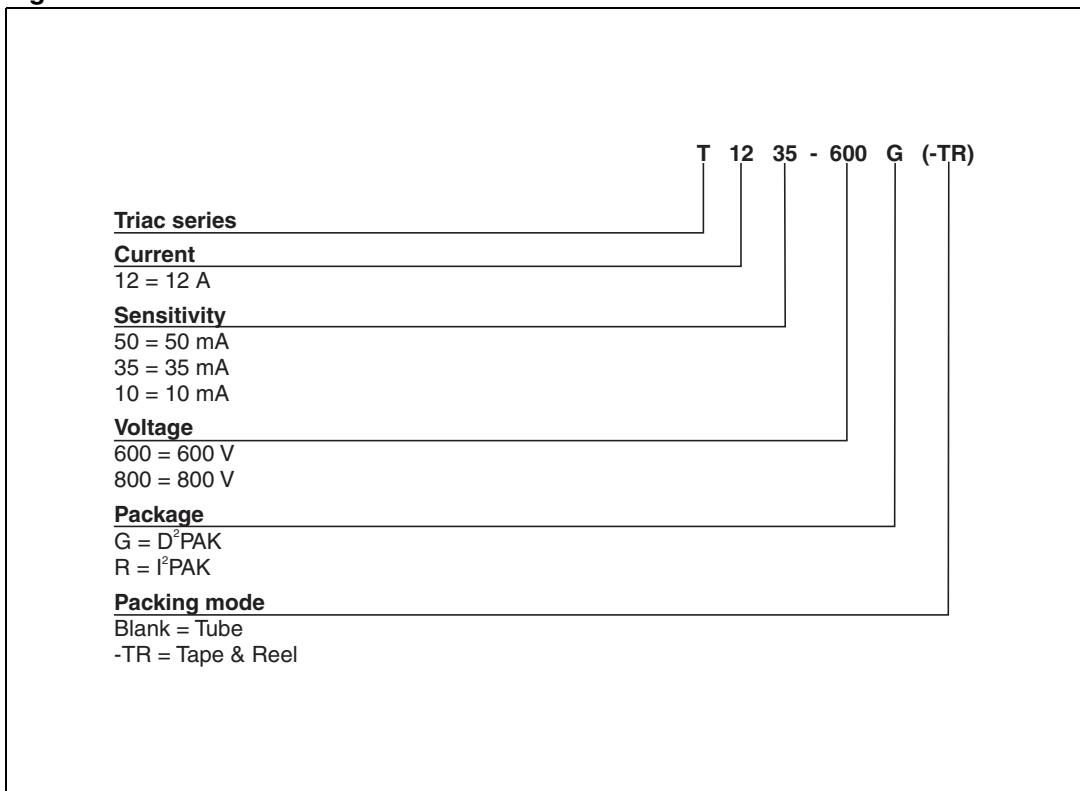 T 12 35 - 600 G (-TR)
Triac series
Current
12 = 12 A
Sensitivity
50 = 50 mA
35 = 35 mA
10 = 10 mA
Voltage
600 = 600 V
800 = 800 V
Package
G = D²PAK
R = I²PAK
Packing mode
Blank = Tube
-TR = Tape & Reel